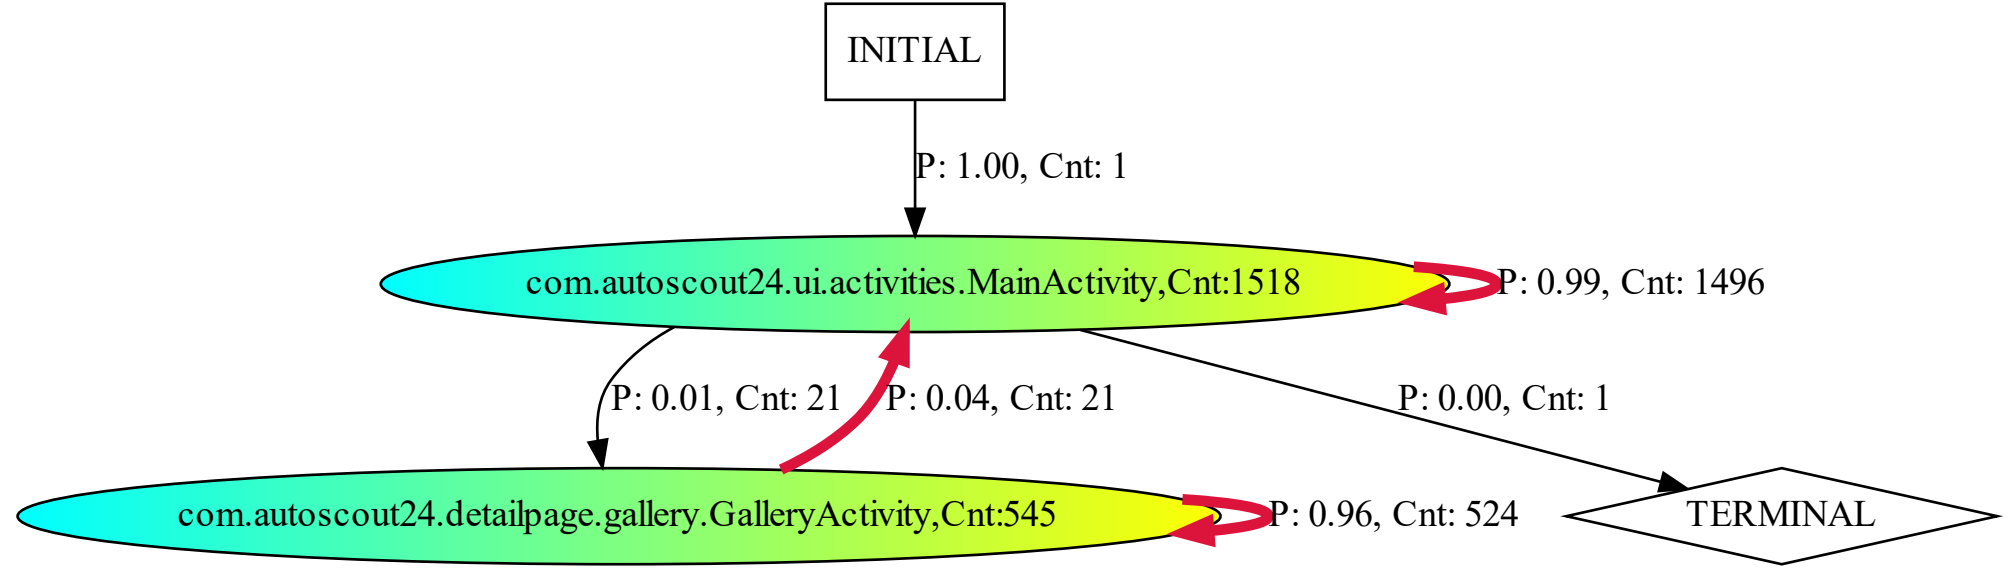 INITIAL
P: 1.00, Cnt: 1
com.autoscout24.ui.activities.MainActivity,Cnt:1518
P: 0.99, Cnt: 1496
P: 0.01, Cnt: 21
P: 0.04, Cnt: 21
P: 0.00, Cnt: 1
com.autoscout24.detailpage.gallery.GalleryActivity,Cnt:545
P: 0.96, Cnt: 524
TERMINAL